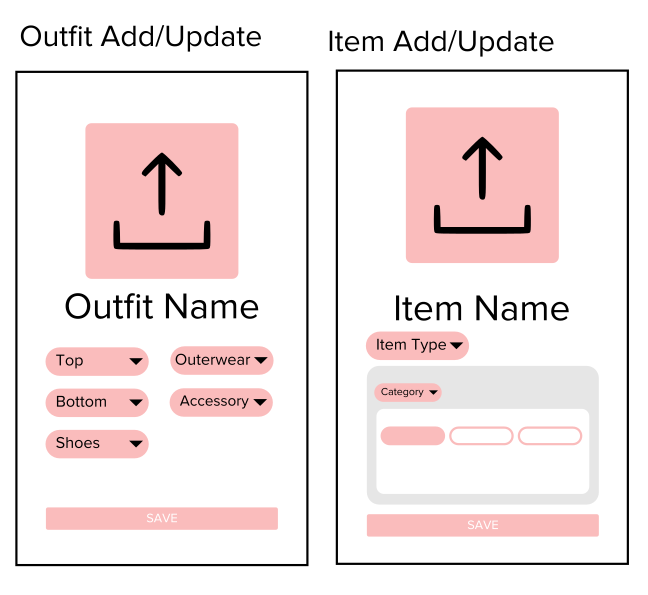 Outfit Add/Update
Outfit Name
Top
Outerwear
Bottom
Accessory
Shoes
SAVE
Item Add/Update
Item Name
Item Type
Category
SAVE